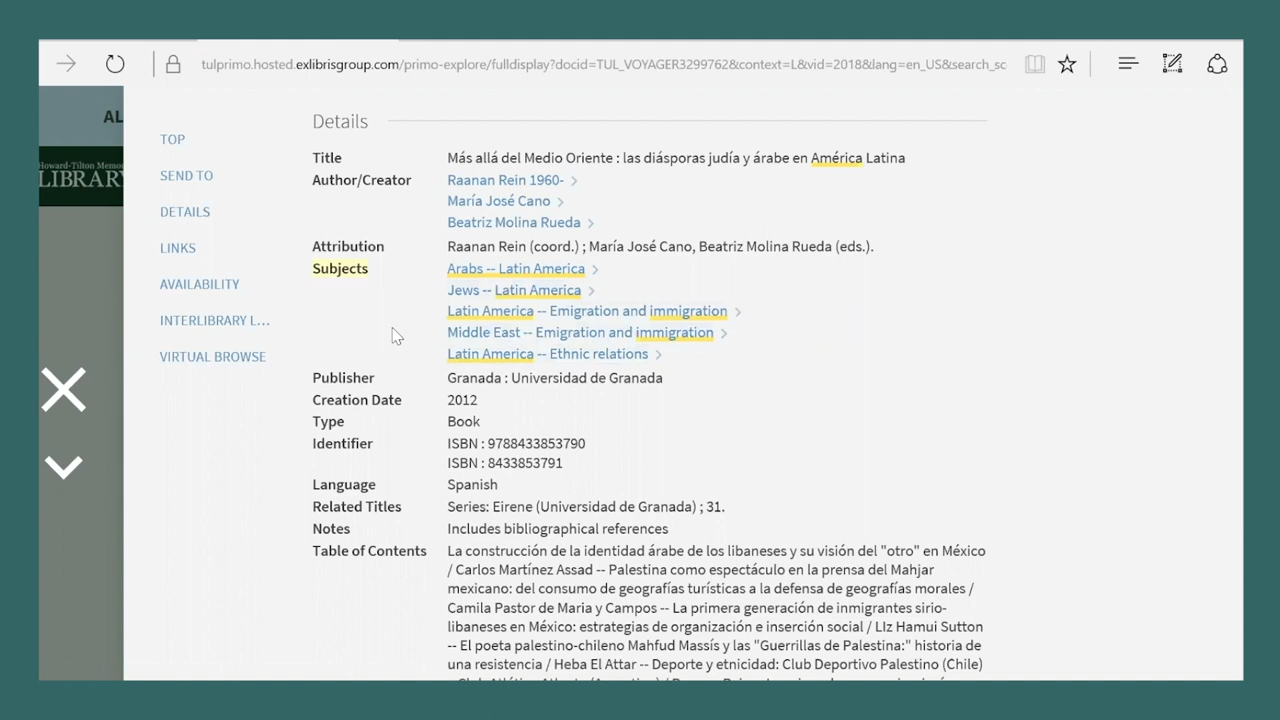 tulprimo.hosted.exlibrisgroup.com/primo-explore/fulldisplay?docid=TUL_VOYAGER3299762&context=L&vid=2018&lang=en_US&search_sc
AL
Howard-Tilton Memo
LIBRARY
TOP
SEND TO
DETAILS
LINKS
AVAILABILITY
INTERLIBRARY L...
VIRTUAL BROWSE
Details
Title Más allá del Medio Oriente : las diásporas judía y árabe en América Latina
Author/Creator Raanan Rein 1960-
María José Cano
Beatriz Molina Rueda
Attribution Raanan Rein (coord.) ; María José Cano, Beatriz Molina Rueda (eds.).
Subjects Arabs -- Latin America
Jews -- Latin America
Latin America -- Emigration and immigration
Middle East -- Emigration and immigration
Latin America -- Ethnic relations
Publisher Granada : Universidad de Granada
Creation Date 2012
Type Book
Identifier ISBN : 9788433853790
ISBN : 8433853791
Language Spanish
Related Titles Series: Eirene (Universidad de Granada) ; 31.
Notes Includes bibliographical references
Table of Contents La construcción de la identidad árabe de los libaneses y su visión del "otro" en México
/ Carlos Martínez Assad -- Palestina como espectáculo en la prensa del Mahjar
mexicano: del consumo de geografías turísticas a la defensa de geografías morales /
Camila Pastor de Maria y Campos -- La primera generación de inmigrantes sirio-
libaneses en México: estrategias de organización e inserción social / LIz Hamui Sutton
-- El poeta palestino-chileno Mahfud Massís y las "Guerrillas de Palestina:" historia de
una resistencia / Heba El Attar -- Deporte y etnicidad: Club Deportivo Palestino (Chile)